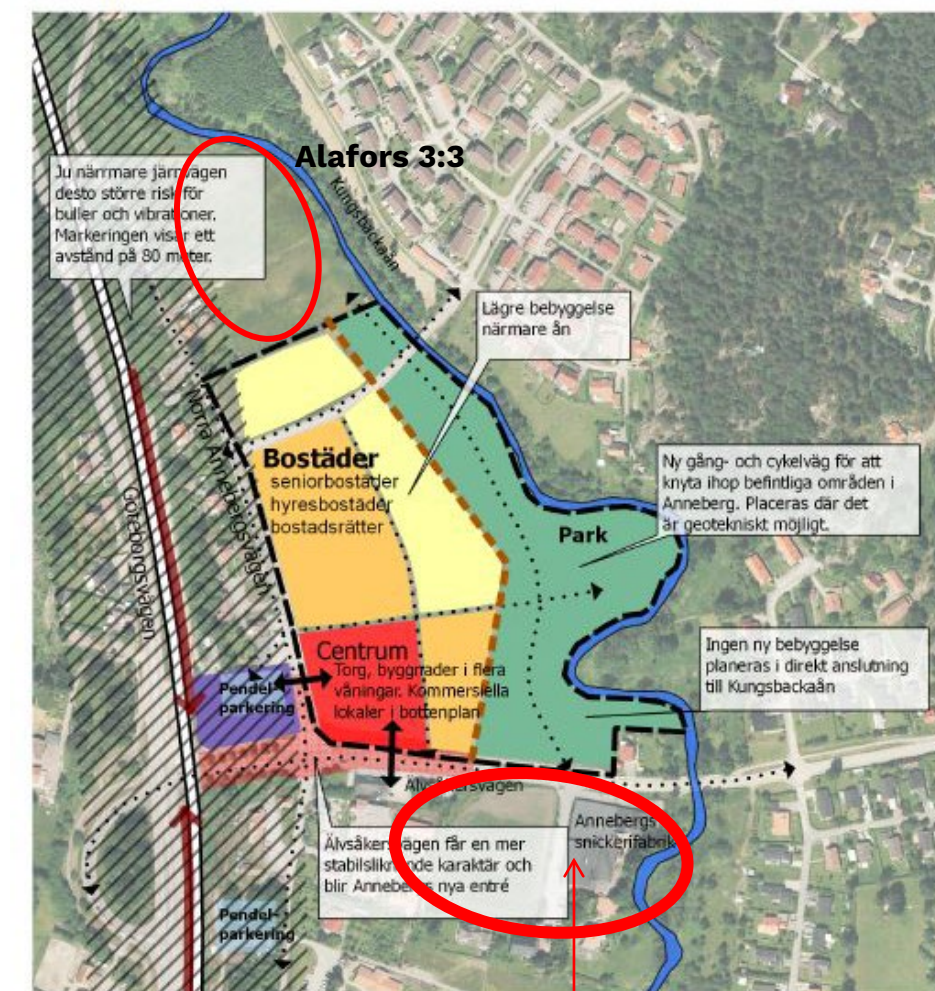 Alafors 3:3
Ju närrmare järnvägen
desto större risk för
buller och vibrationer.
Markeringen visar ett
avstånd på 80 meter.
Kungsbackaån
Lägre bebyggelse
närmare ån
Norra Annebergsvägen
Göteborgsvägen
Bostäder
seniorbostäder
hyresbostäder
bostadsrätter
Ny gång- och cykelväg för att
knyta ihop befintliga områden i
Anneberg. Placeras där det
är geotekniskt möjligt.
Park
Centrum
Torg, byggnader i flera
våningar. Kommersiella
lokaler i bottenplan
Pendel-
parkering
Ingen ny bebyggelse
planeras i direkt anslutning
till Kungsbackaån
Älvsåkersvägen
Annebergs
snickerifabrik
Älvsåkersvägen får en mer
stabilsliknande karaktär och
blir Annebergs nya entré
Pendel-
parkering